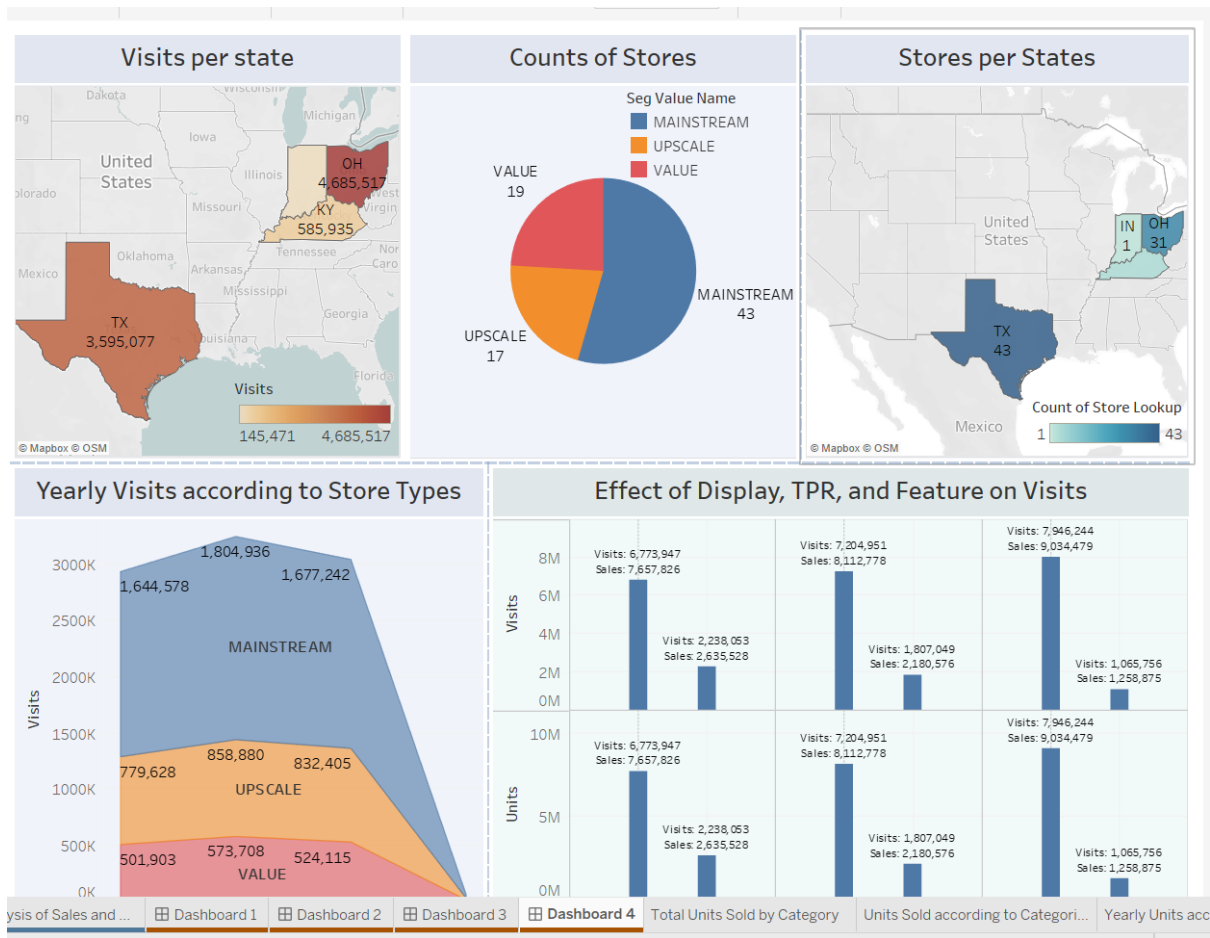 Visits per state
Dakota
Wisconsin
Michigan
ng
Iowa
United
States
Illinois
OH
4,685,517
olorado
West
Virginia
Missouri
KY
585,935
Tennessee
Nor
Caro
Oklahoma
Arkansas
Mexico
Mississippi
Georgia
TX
3,595,077
Louisiana
Florida
Visits
145,471 4,685,517
© Mapbox © OSM
Counts of Stores
Seg Value Name
MAINSTREAM
UPSCALE
VALUE
VALUE
19
MAINSTREAM
43
UPSCALE
17
Stores per States
United
States
IN
1
OH
31
TX
43
Mexico
Count of Store Lookup
1 43
© Mapbox © OSM
Yearly Visits according to Store Types
Visits
3000K
2500K
2000K
1500K
1000K
500K
0K
1,804,936
1,644,578
1,677,242
MAINSTREAM
858,880
779,628
832,405
UPSCALE
573,708
501,903
524,115
VALUE
Effect of Display, TPR, and Feature on Visits
Visits
8M
6M
4M
2M
0M
Visits: 6,773,947
Sales: 7,657,826
Visits: 2,238,053
Sales: 2,635,528
Visits: 7,204,951
Sales: 8,112,778
Visits: 1,807,049
Sales: 2,180,576
Visits: 7,946,244
Sales: 9,034,479
Visits: 1,065,756
Sales: 1,258,875
Units
10M
5M
0M
Visits: 6,773,947
Sales: 7,657,826
Visits: 2,238,053
Sales: 2,635,528
Visits: 7,204,951
Sales: 8,112,778
Visits: 1,807,049
Sales: 2,180,576
Visits: 7,946,244
Sales: 9,034,479
Visits: 1,065,756
Sales: 1,258,875
ysis of Sales and ... Dashboard 1 Dashboard 2 Dashboard 3 Dashboard 4 Total Units Sold by Category Units Sold according to Categori... Yearly Units acc